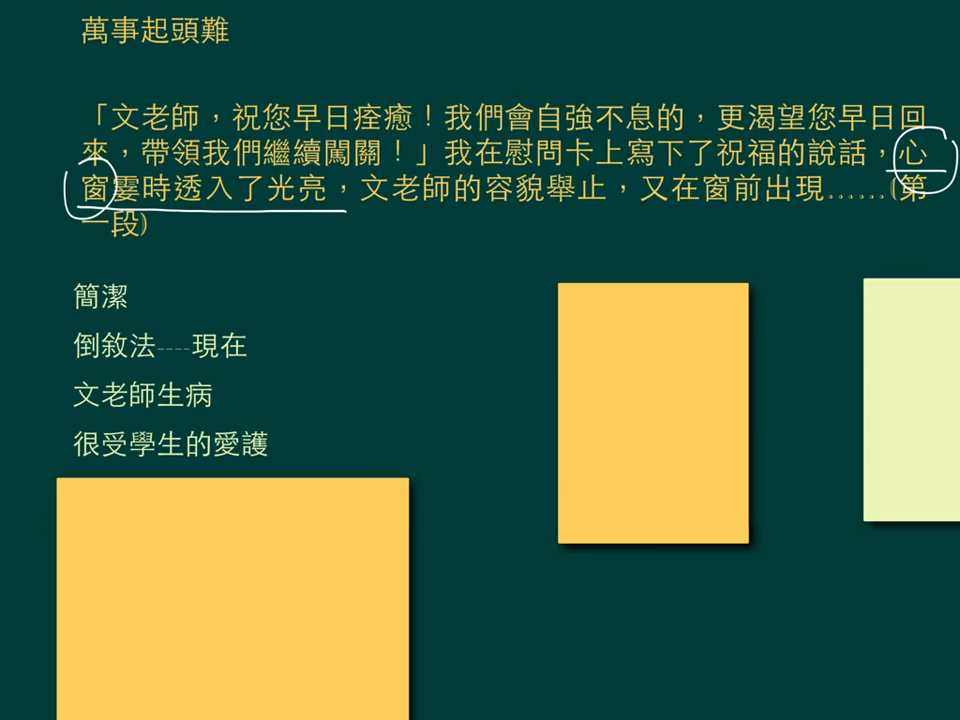 萬事起頭難
「文老師，祝您早日痊癒！我們會自強不息的，更渴望您早日回
來，帶領我們繼續闖關！」我在慰問卡上寫下了祝福的說話，心
窗霎時透入了光亮，文老師的容貌舉止，又在窗前出現……(第
一段)
簡潔
倒敘法----現在
文老師生病
很受學生的愛護